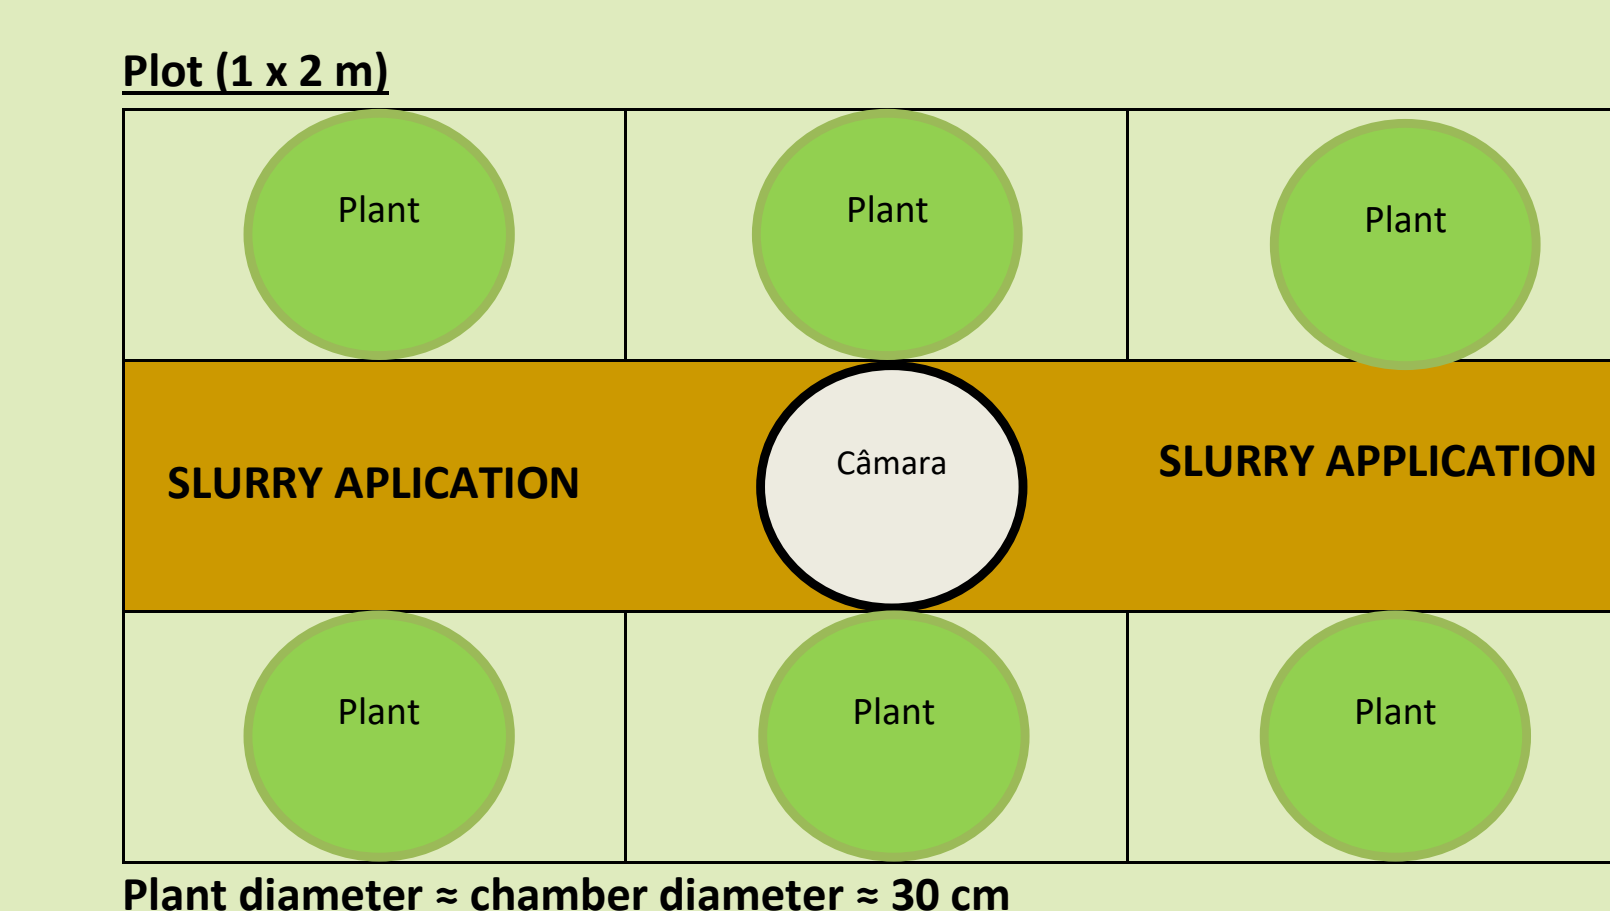 Plot (1 x 2 m)
Plant
Plant
Plant
SLURRY APLICATION
Câmara
SLURRY APPLICATION
Plant
Plant
Plant
Plant diameter ≈ chamber diameter ≈ 30 cm